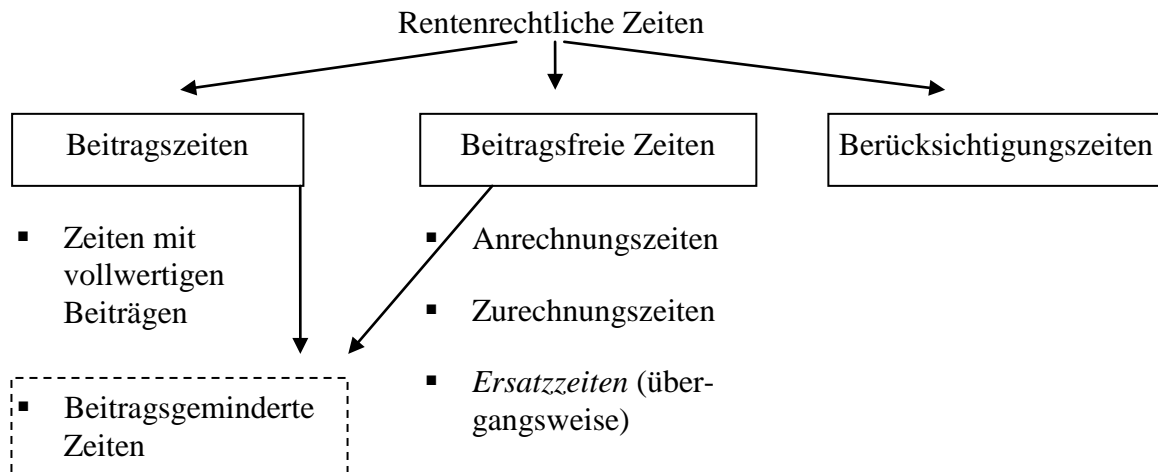 Rentenrechtliche Zeiten
Beitragszeiten
Beitragsfreie Zeiten
Berücksichtigungszeiten
▪ Zeiten mit
vollwertigen
Beiträgen
▪ Beitragsgeminderte
Zeiten
▪ Anrechnungszeiten
▪ Zurechnungszeiten
▪ Ersatzzeiten (über-
gangsweise)